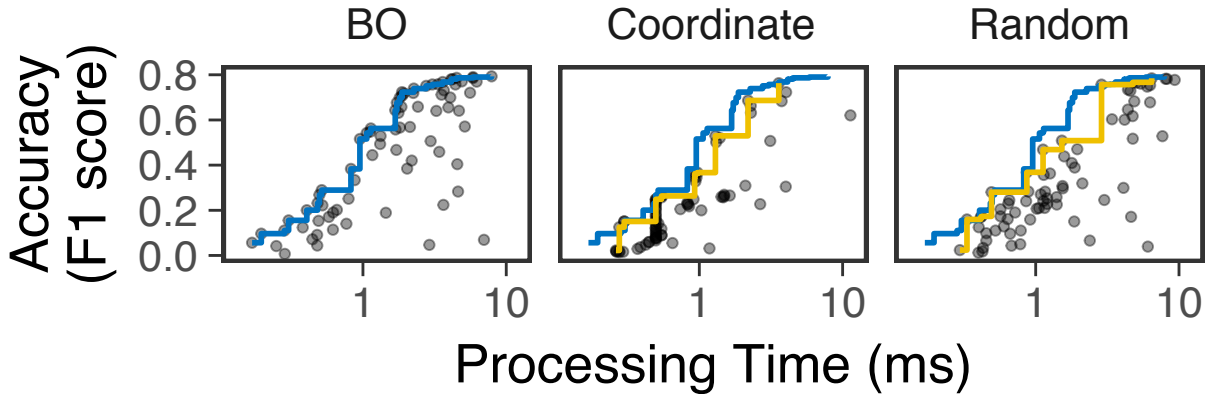 BO Coordinate Random
Accuracy
(F1 score)
0.8
0.6
0.4
0.2
0.0
1 10 1 10 1 10
Processing Time (ms)